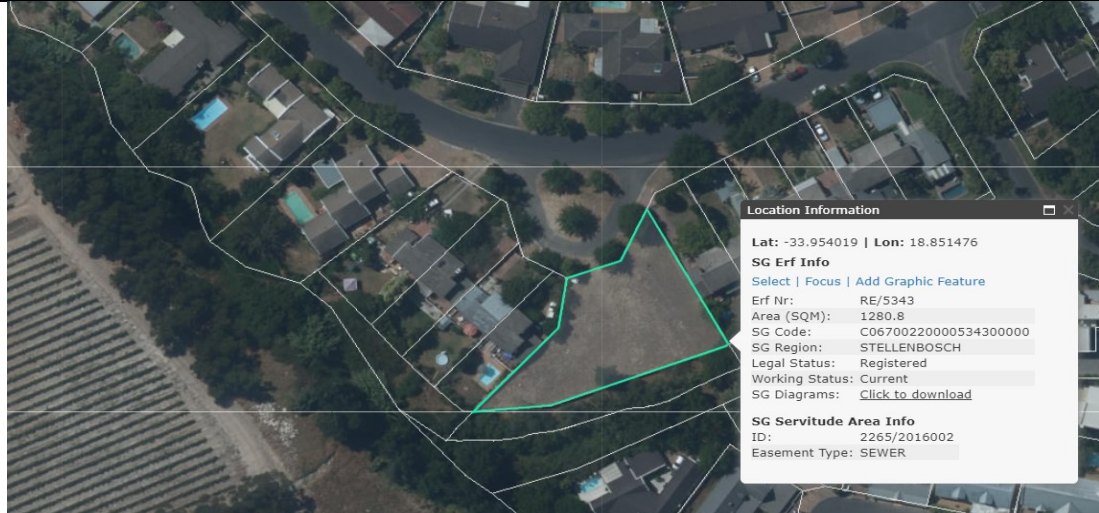 Location Information
Lat: -33.954019 | Lon: 18.851476
SG Erf Info
Select | Focus | Add Graphic Feature
Erf Nr: RE/5343
Area (SQM): 1280.8
SG Code: C06700220000534300000
SG Region: STELLENBOSCH
Legal Status: Registered
Working Status: Current
SG Diagrams: Click to download
SG Servitude Area Info
ID: 2265/2016002
Easement Type: SEWER